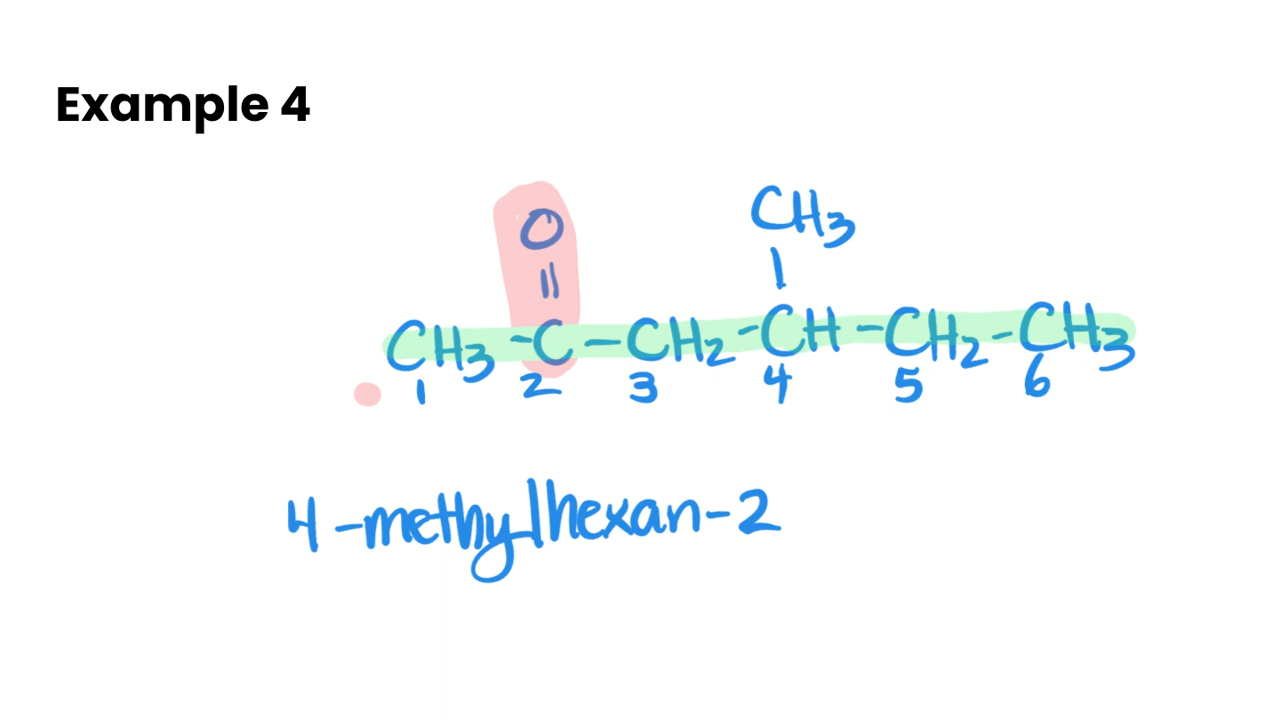 Example 4
O
||
CH3
|
CH3 - C - CH2 - CH - CH2 - CH3
1 2 3 4 5 6
4-methylhexan-2